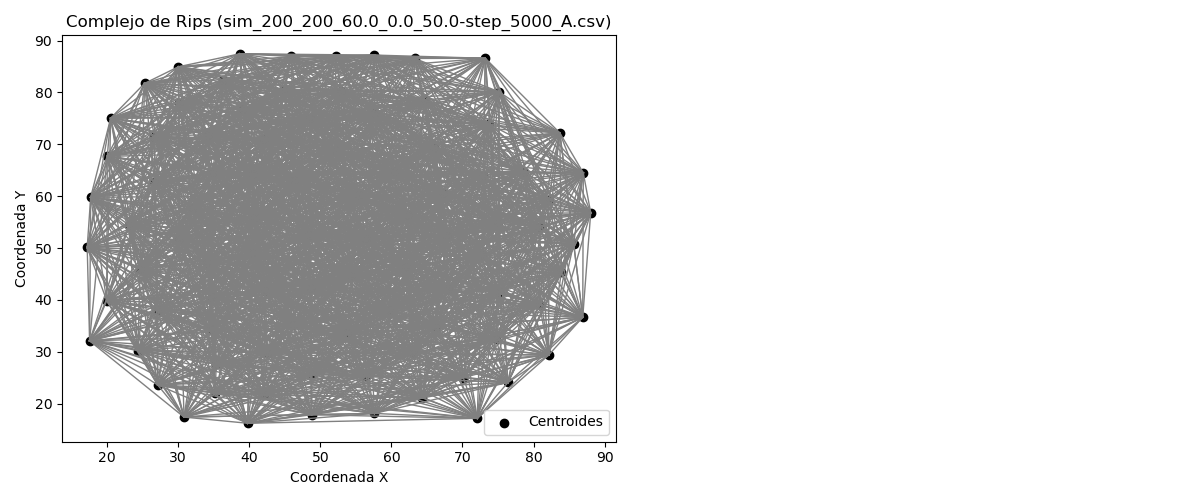 Complejo de Rips (sim_200_200_60.0_0.0_50.0-step_5000_A.csv)
90
80
70
60
50
40
30
20
Coordenada Y
Centroides
20 30 40 50 60 70 80 90
Coordenada X